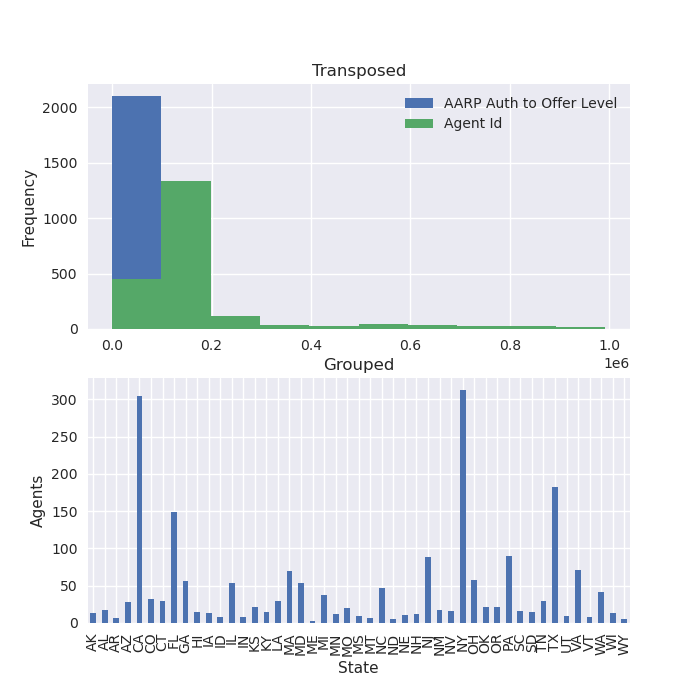 Transposed
AARP Auth to Offer Level
Agent Id
Frequency
2000
1500
1000
500
0
0.0 0.2 0.4 0.6 0.8 1.0
1e6
Grouped
Agents
300
250
200
150
100
50
0
AK AL AR AZ CA CO CT FL GA HI IA ID IL IN KS KY LA MA MD ME MI MN MO MS MT NC ND NE NH NJ NM NV NY OH OK OR PA SC SD TN TX UT VA VT WA WI WY
State